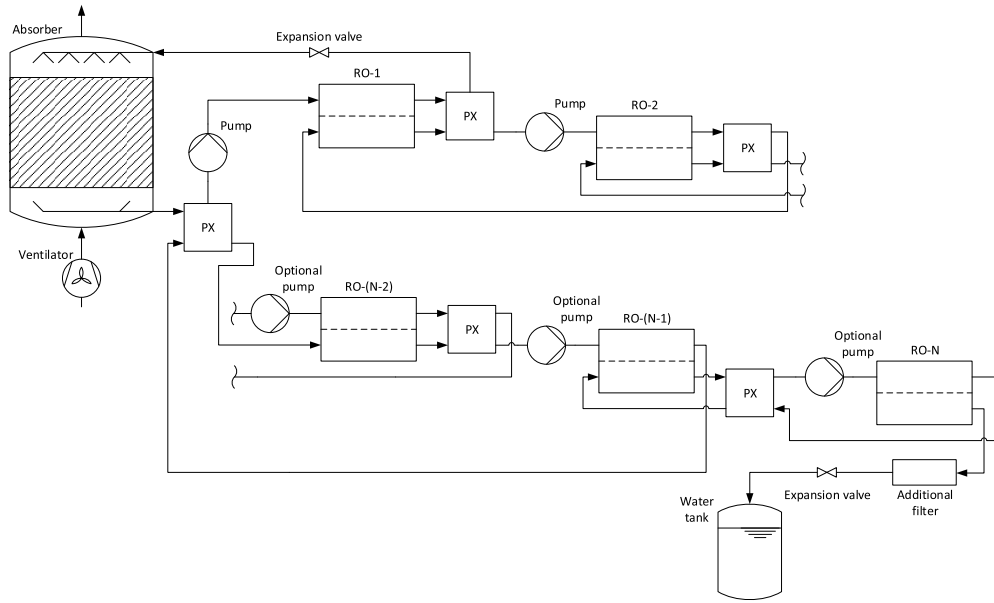 Absorber
Expansion valve
RO-1
PX
Pump
Pump
RO-2
PX
PX
Ventilator
Optional
pump
RO-(N-2)
PX
Optional
pump
RO-(N-1)
PX
Optional
pump
RO-N
Expansion valve
Additional
filter
Water
tank